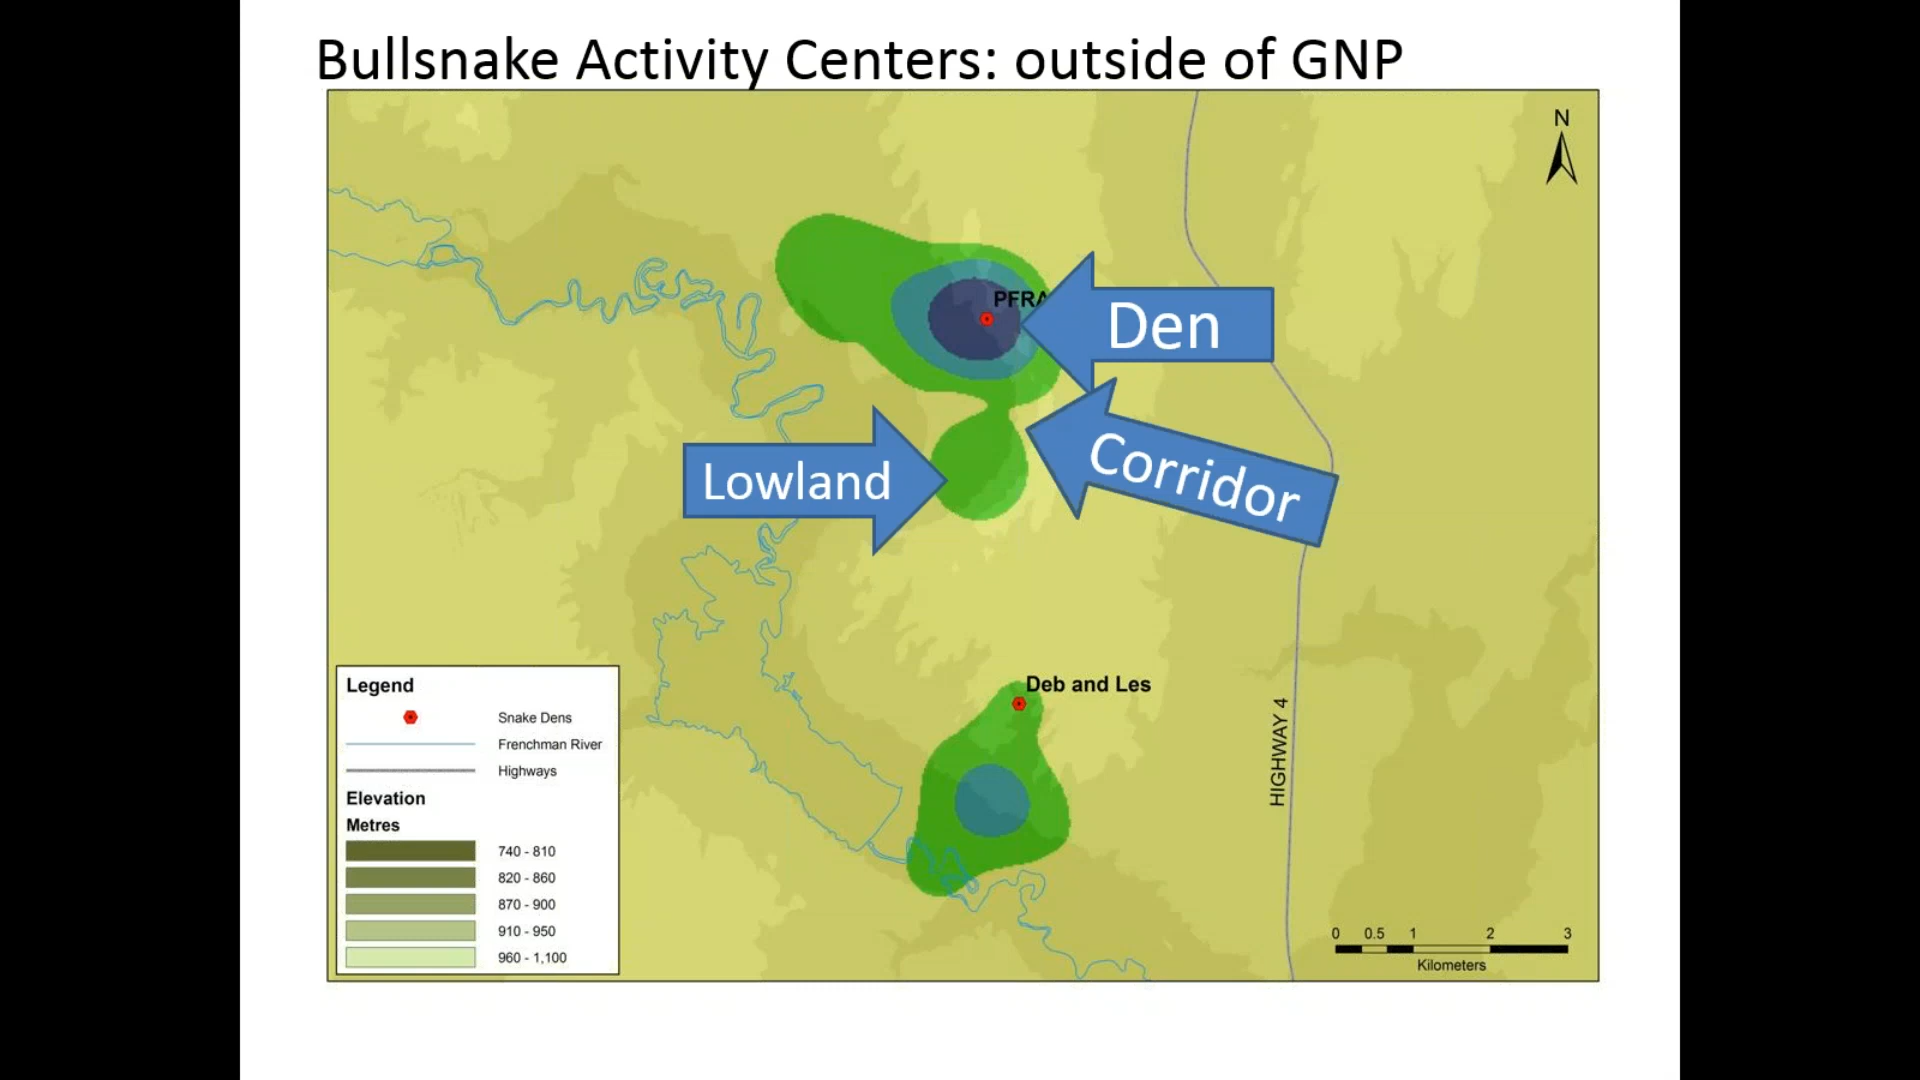 Bullsnake Activity Centers: outside of GNP
N
PFRA
Den
Corridor
Lowland
Deb and Les
HIGHWAY 4
Legend
Snake Dens
Frenchman River
Highways
Elevation
Metres
740 - 810
820 - 860
870 - 900
910 - 950
960 - 1,100
0 0.5 1 2 3
Kilometers